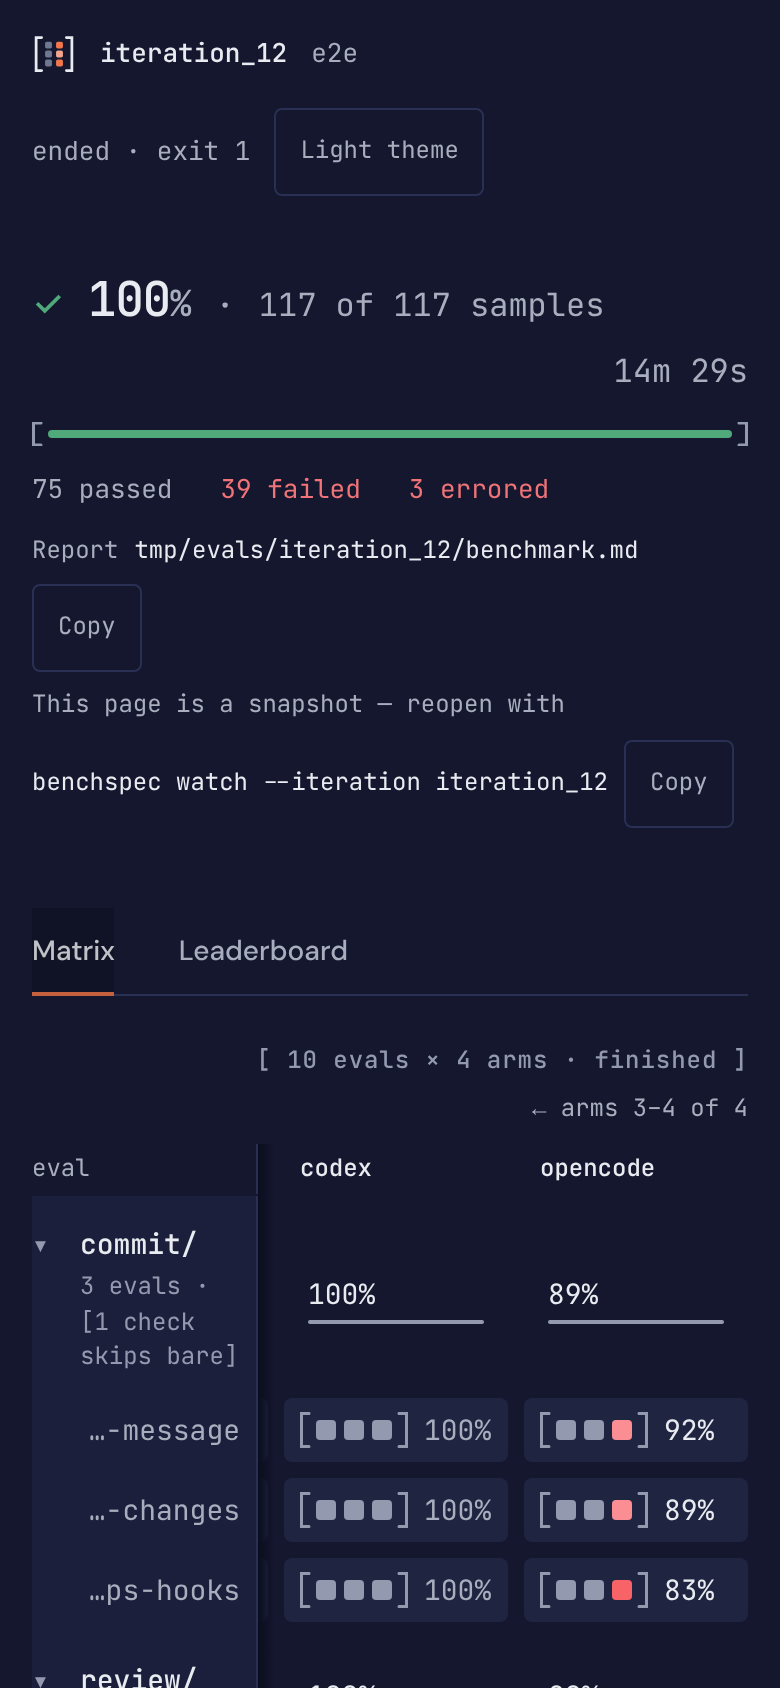 iteration_12 e2e
ended · exit 1 Light theme
✓ 100% · 117 of 117 samples
14m 29s
[ ]
75 passed 39 failed 3 errored
Report tmp/evals/iteration_12/benchmark.md
Copy
This page is a snapshot — reopen with
benchspec watch --iteration iteration_12 Copy
Matrix Leaderboard
[ 10 evals × 4 arms · finished ]
← arms 3–4 of 4
eval codex opencode
▾ commit/
3 evals ·
[1 check
skips bare]
100% 89%
…-message [ ] 100% [ ] 92%
…-changes [ ] 100% [ ] 89%
…ps-hooks [ ] 100% [ ] 83%
▾ review/